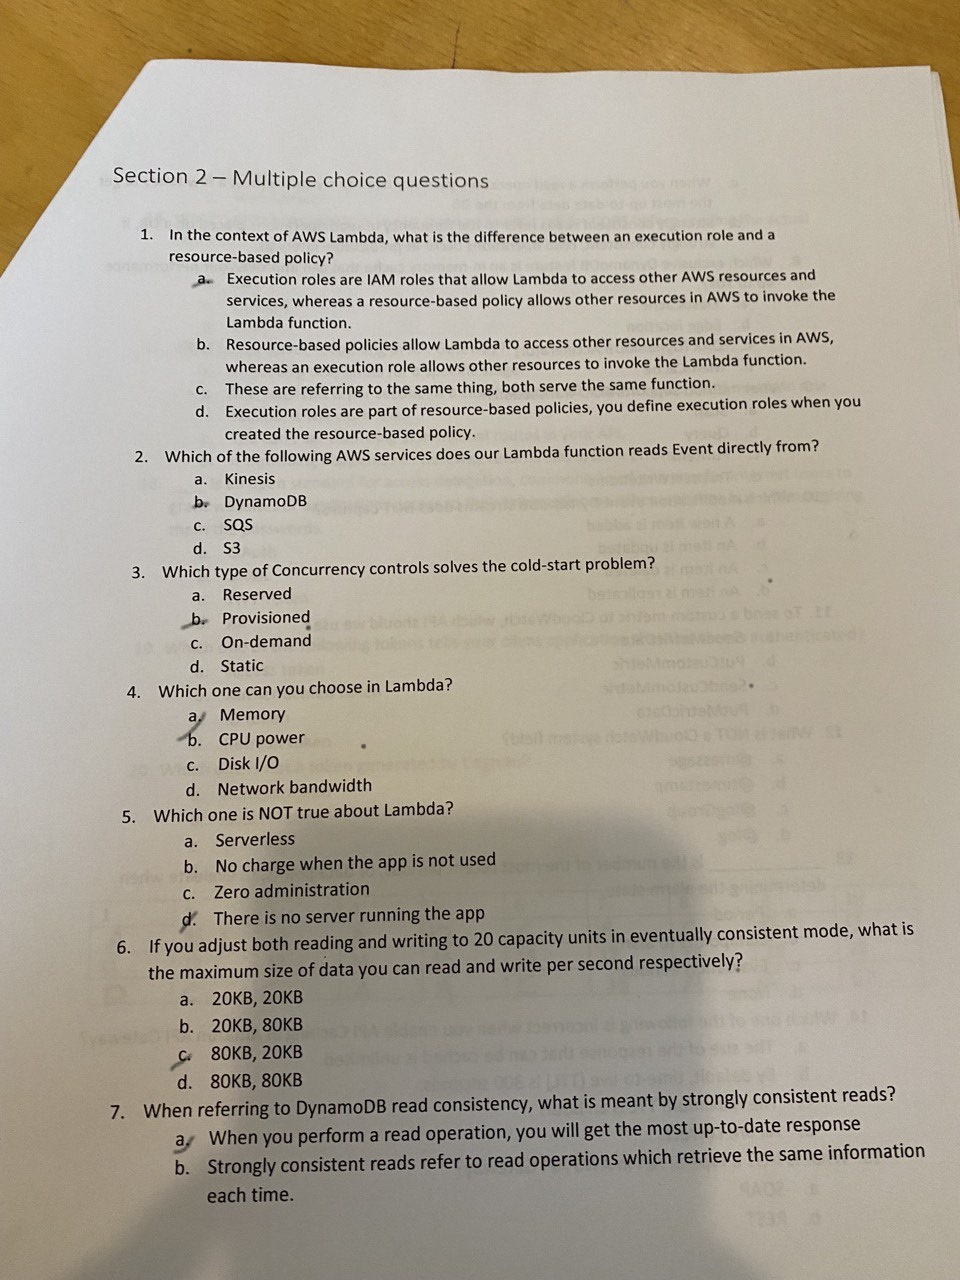 Section 2 – Multiple choice questions
1. In the context of AWS Lambda, what is the difference between an execution role and a
resource-based policy?
a. Execution roles are IAM roles that allow Lambda to access other AWS resources and
services, whereas a resource-based policy allows other resources in AWS to invoke the
Lambda function.
b. Resource-based policies allow Lambda to access other resources and services in AWS,
whereas an execution role allows other resources to invoke the Lambda function.
c. These are referring to the same thing, both serve the same function.
d. Execution roles are part of resource-based policies, you define execution roles when you
created the resource-based policy.
2. Which of the following AWS services does our Lambda function reads Event directly from?
a. Kinesis
b. DynamoDB
c. SQS
d. S3
3. Which type of Concurrency controls solves the cold-start problem?
a. Reserved
b. Provisioned
c. On-demand
d. Static
4. Which one can you choose in Lambda?
a. Memory
b. CPU power
c. Disk I/O
d. Network bandwidth
5. Which one is NOT true about Lambda?
a. Serverless
b. No charge when the app is not used
c. Zero administration
d. There is no server running the app
6. If you adjust both reading and writing to 20 capacity units in eventually consistent mode, what is
the maximum size of data you can read and write per second respectively?
a. 20KB, 20KB
b. 20KB, 80KB
c. 80KB, 20KB
d. 80KB, 80KB
7. When referring to DynamoDB read consistency, what is meant by strongly consistent reads?
a. When you perform a read operation, you will get the most up-to-date response
b. Strongly consistent reads refer to read operations which retrieve the same information
each time.